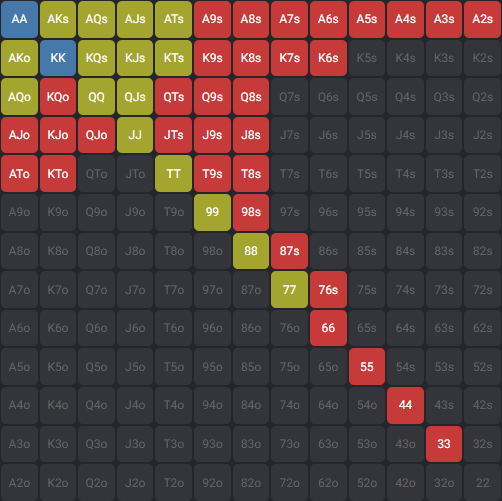 AA AKs AQs AJs ATs A9s A8s A7s A6s A5s A4s A3s A2s
AKo KK KQs KJs KTs K9s K8s K7s K6s K5s K4s K3s K2s
AQo KQo QQ QJs QTs Q9s Q8s Q7s Q6s Q5s Q4s Q3s Q2s
AJo KJo QJo JJ JTs J9s J8s J7s J6s J5s J4s J3s J2s
ATo KTo QTo JTo TT T9s T8s T7s T6s T5s T4s T3s T2s
A9o K9o Q9o J9o T9o 99 98s 97s 96s 95s 94s 93s 92s
A8o K8o Q8o J8o T8o 98o 88 87s 86s 85s 84s 83s 82s
A7o K7o Q7o J7o T7o 97o 87o 77 76s 75s 74s 73s 72s
A6o K6o Q6o J6o T6o 96o 86o 76o 66 65s 64s 63s 62s
A5o K5o Q5o J5o T5o 95o 85o 75o 65o 55 54s 53s 52s
A4o K4o Q4o J4o T4o 94o 84o 74o 64o 54o 44 43s 42s
A3o K3o Q3o J3o T3o 93o 83o 73o 63o 53o 43o 33 32s
A2o K2o Q2o J2o T2o 92o 82o 72o 62o 52o 42o 32o 22